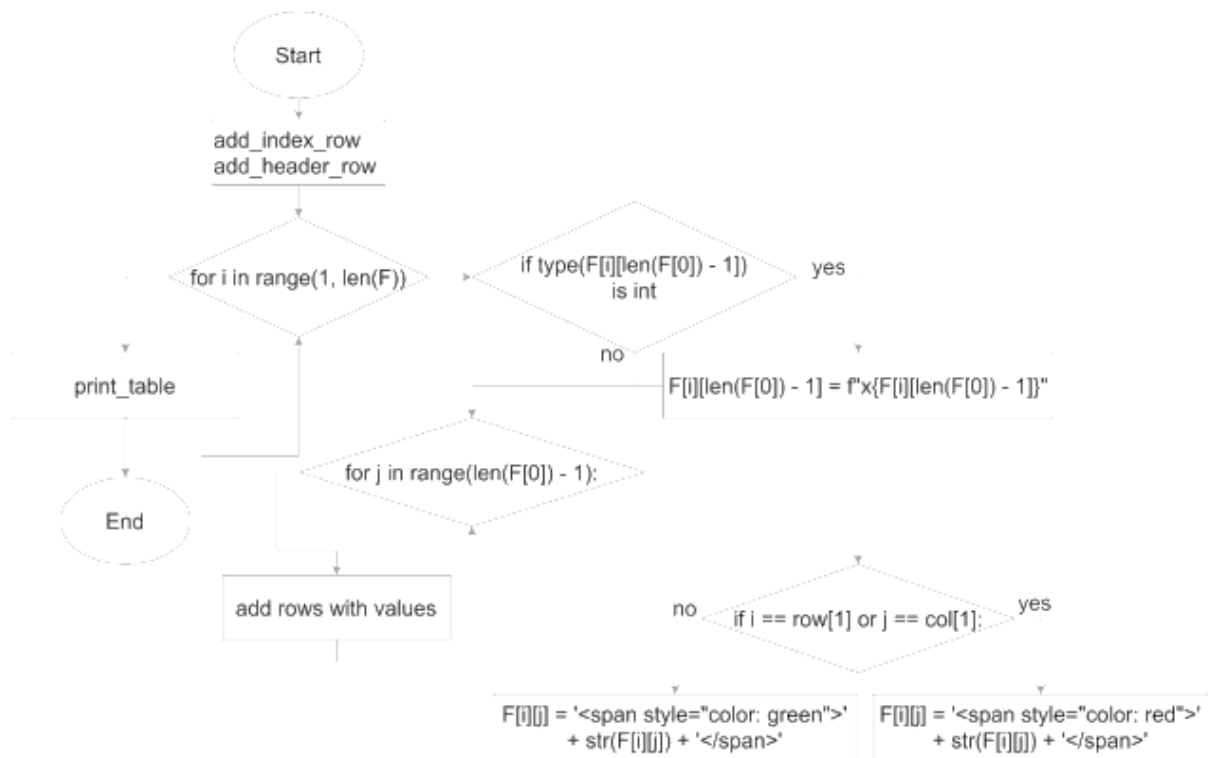 Start
add_index_row
add_header_row
for i in range(1, len(F))
if type(F[i][len(F[0]) - 1])
is int
yes
no
print_table
F[i][len(F[0]) - 1] = f"x{F[i][len(F[0]) - 1]}"
for j in range(len(F[0]) - 1):
End
add rows with values
no
if i == row[1] or j == col[1]:
yes
F[i][j] = '<span style="color: green">'
+ str(F[i][j]) + '</span>'
F[i][j] = '<span style="color: red">'
+ str(F[i][j]) + '</span>'